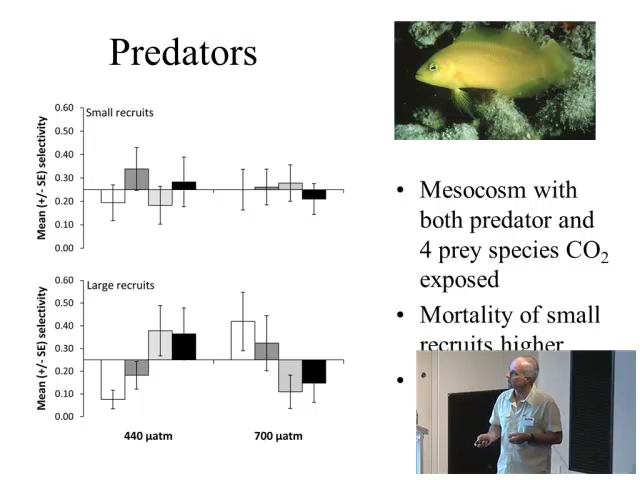 Predators
Mean (+/- SE) selectivity
0.60
0.50
0.40
0.30
0.20
0.10
0.00
Small recruits
Mean (+/- SE) selectivity
0.60
0.50
0.40
0.30
0.20
0.10
0.00
Large recruits
440 µatm
700 µatm
• Mesocosm with
both predator and
4 prey species CO₂
exposed
• Mortality of small
recruits higher
•